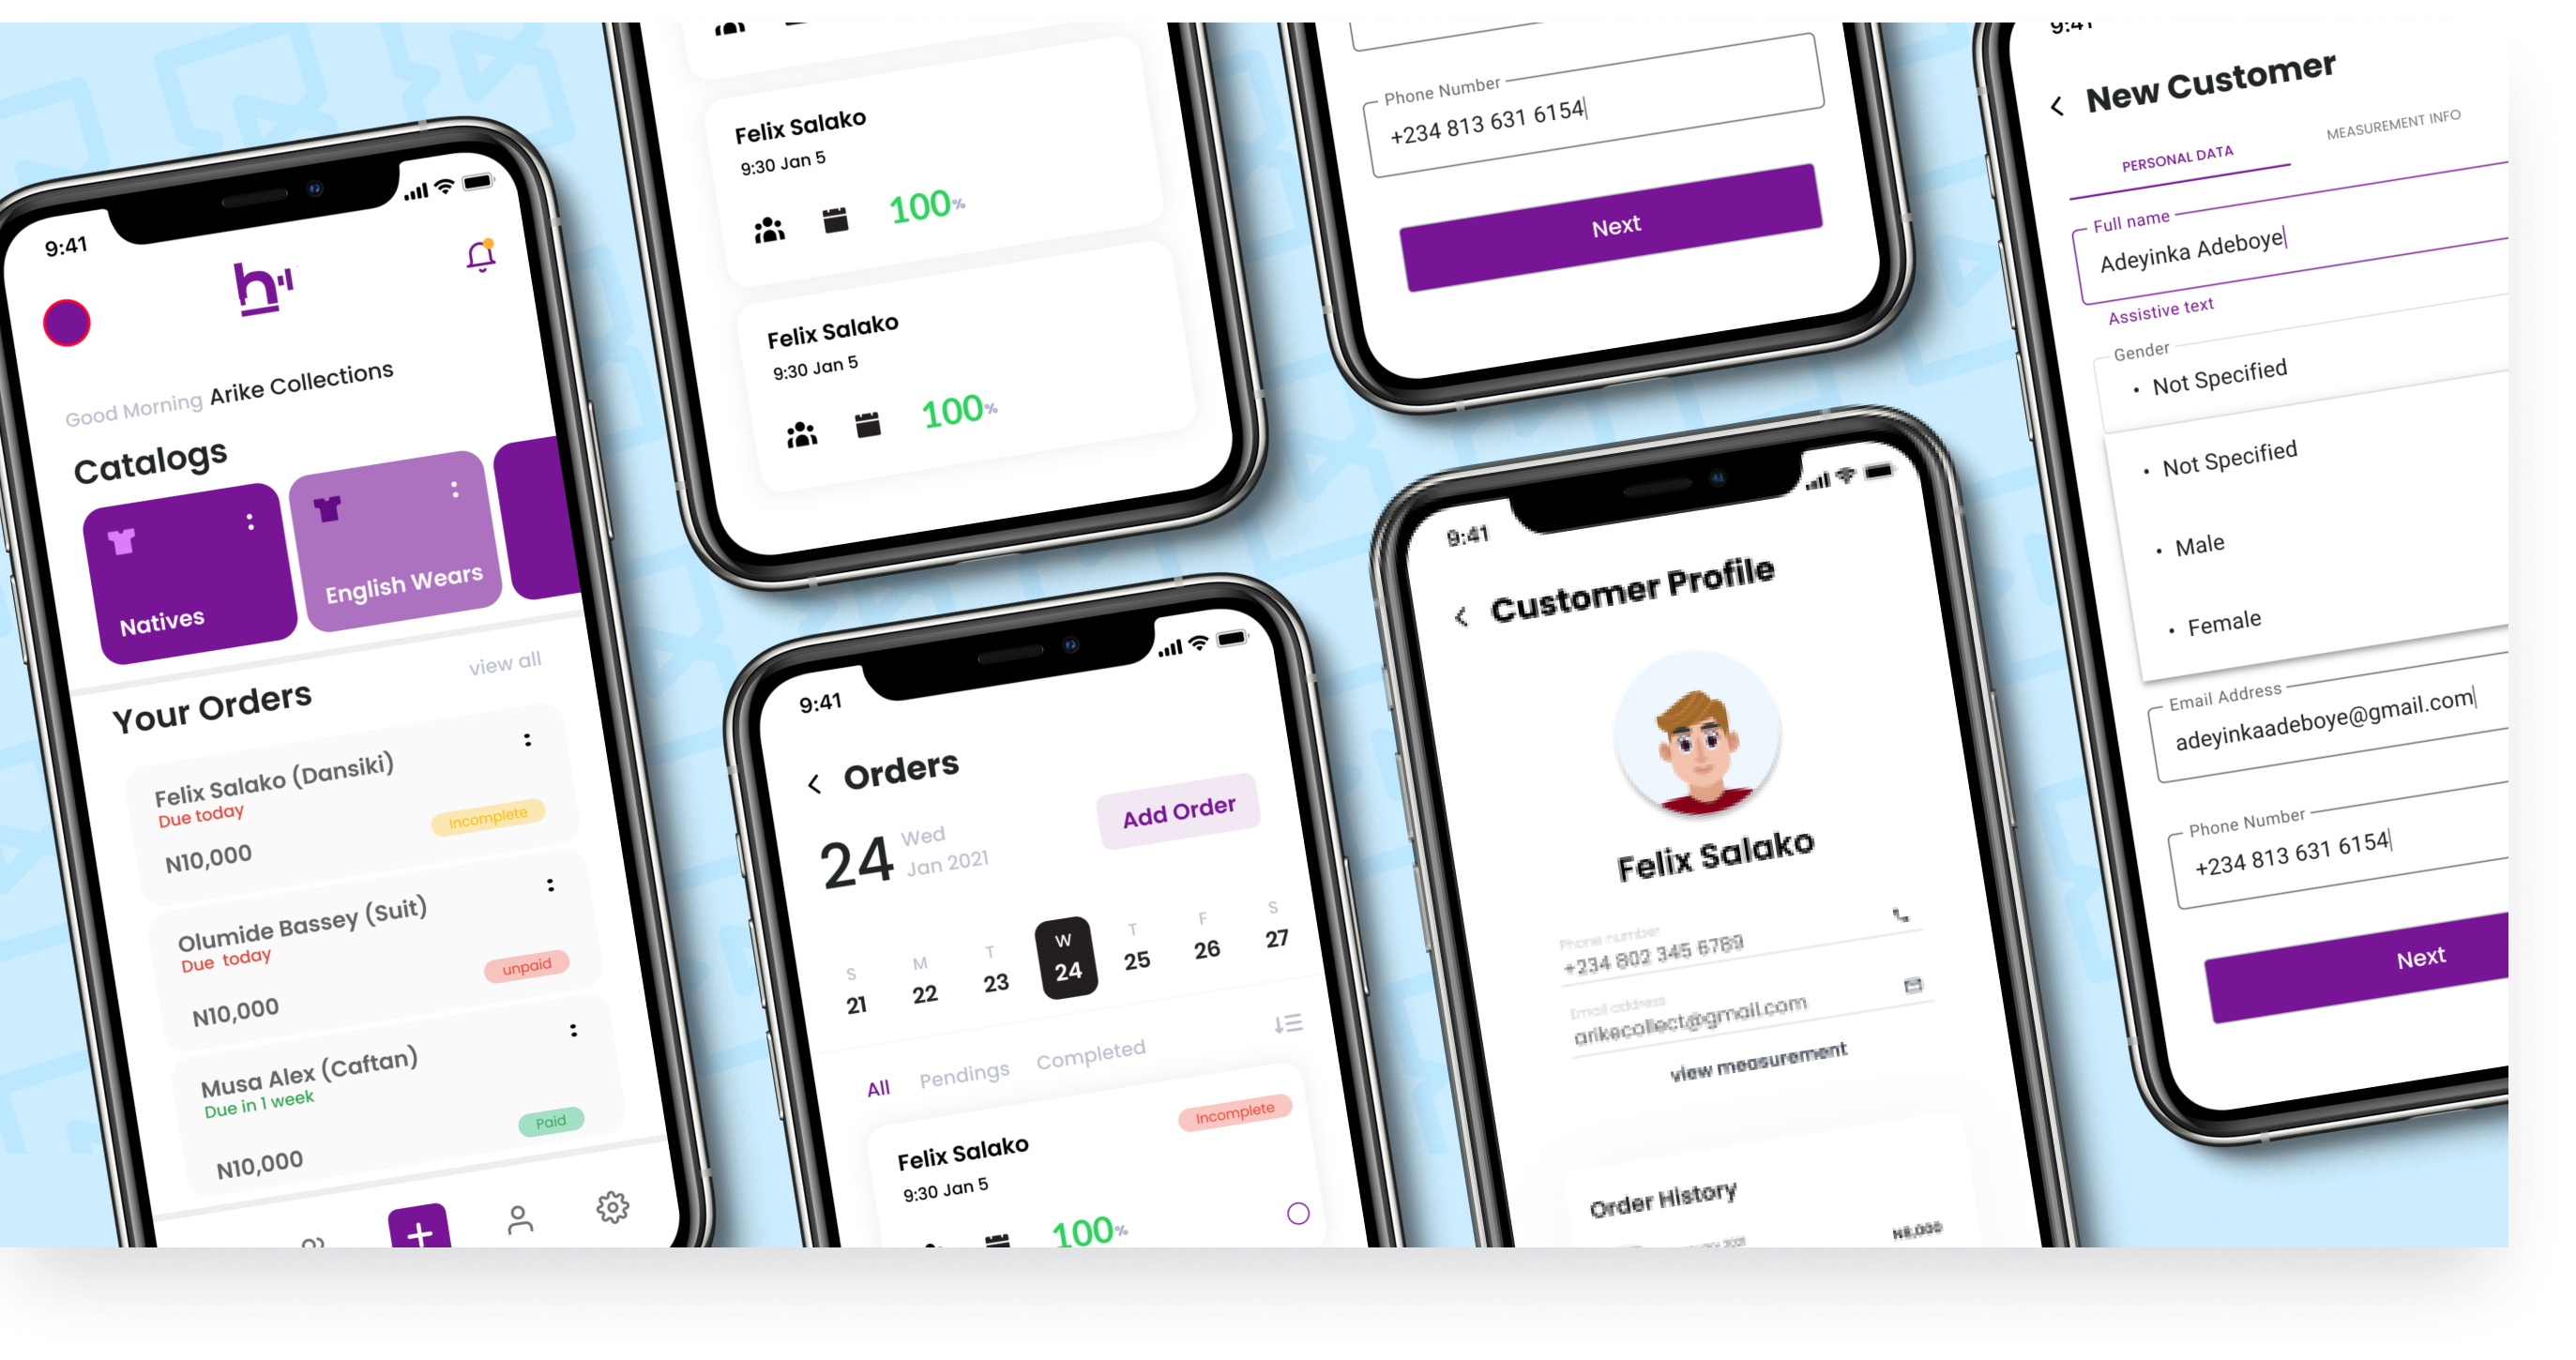 9:41
Good Morning Arike Collections
Catalogs
Natives
English Wears
Your Orders
view all
Felix Salako (Dansiki)
Due today
Incomplete
N10,000
Olumide Bassey (Suit)
Due today
unpaid
N10,000
Musa Alex (Caftan)
Due in 1 week
Paid
N10,000
Felix Salako
9:30 Jan 5
100%
Felix Salako
9:30 Jan 5
100%
9:41
Orders
24 Wed
Jan 2021
Add Order
S M T W T F S
21 22 23 24 25 26 27
All Pendings Completed
Felix Salako
Incomplete
9:30 Jan 5
100%
Phone Number
+234 813 631 6154
Next
9:41
Customer Profile
Felix Salako
Phone number
+234 802 345 6789
Email address
arikecollect@gmail.com
view measurement
Order History
9:41
New Customer
PERSONAL DATA
MEASUREMENT INFO
Full name
Adeyinka Adeboye
Assistive text
Gender
• Not Specified
• Not Specified
• Male
• Female
Email Address
adeyinkaadeboye@gmail.com
Phone Number
+234 813 631 6154
Next